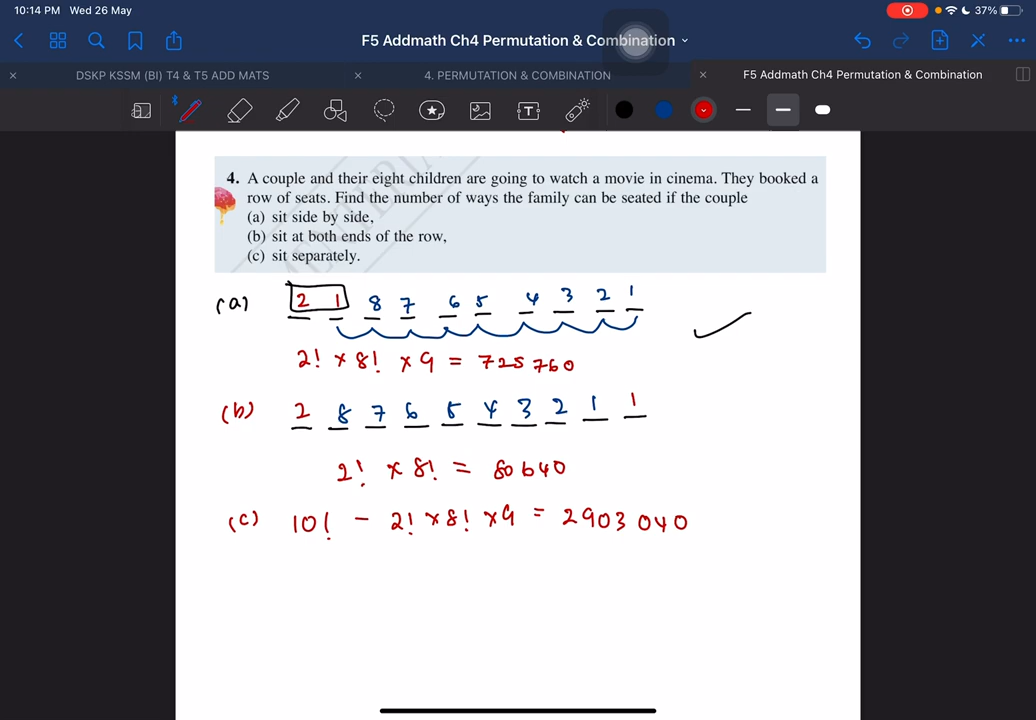 10:14 PM Wed 26 May
37%
F5 Addmath Ch4 Permutation & Combination
DSKP KSSM (BI) T4 & T5 ADD MATS
4. PERMUTATION & COMBINATION
F5 Addmath Ch4 Permutation & Combination
4. A couple and their eight children are going to watch a movie in cinema. They booked a
row of seats. Find the number of ways the family can be seated if the couple
(a) sit side by side,
(b) sit at both ends of the row,
(c) sit separately.
(a) 2 1 8 7 6 5 4 3 2 1
2! × 8! × 9 = 725 760
(b) 2 8 7 6 5 4 3 2 1 1
2! × 8! = 80640
(c) 10! - 2! × 8! × 9 = 2903 040